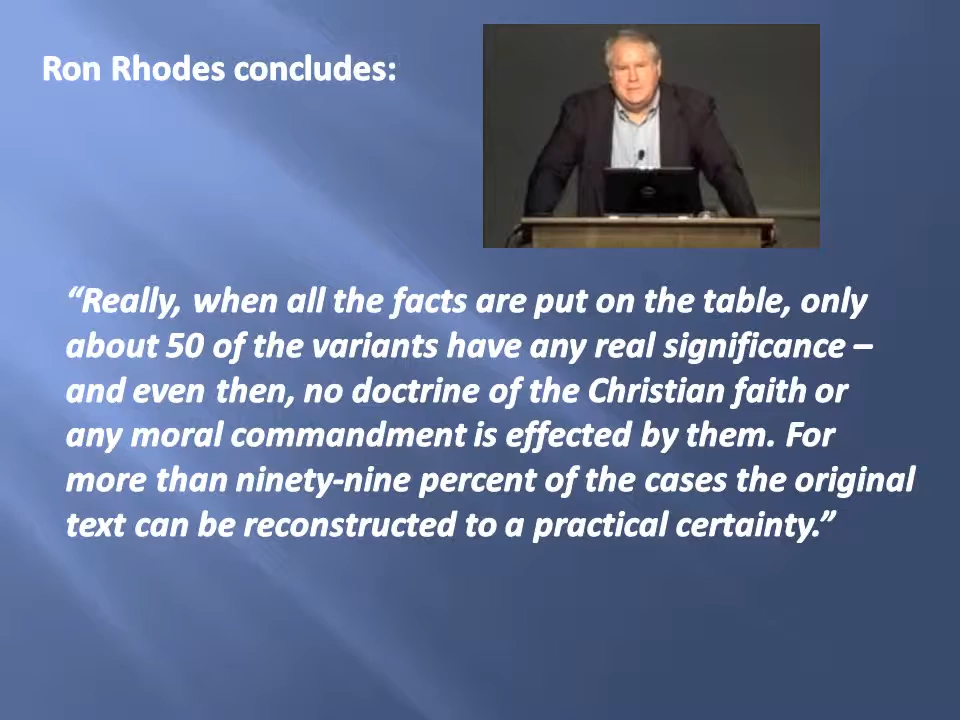 Ron Rhodes concludes:
“Really, when all the facts are put on the table, only
about 50 of the variants have any real significance –
and even then, no doctrine of the Christian faith or
any moral commandment is effected by them. For
more than ninety-nine percent of the cases the original
text can be reconstructed to a practical certainty.”